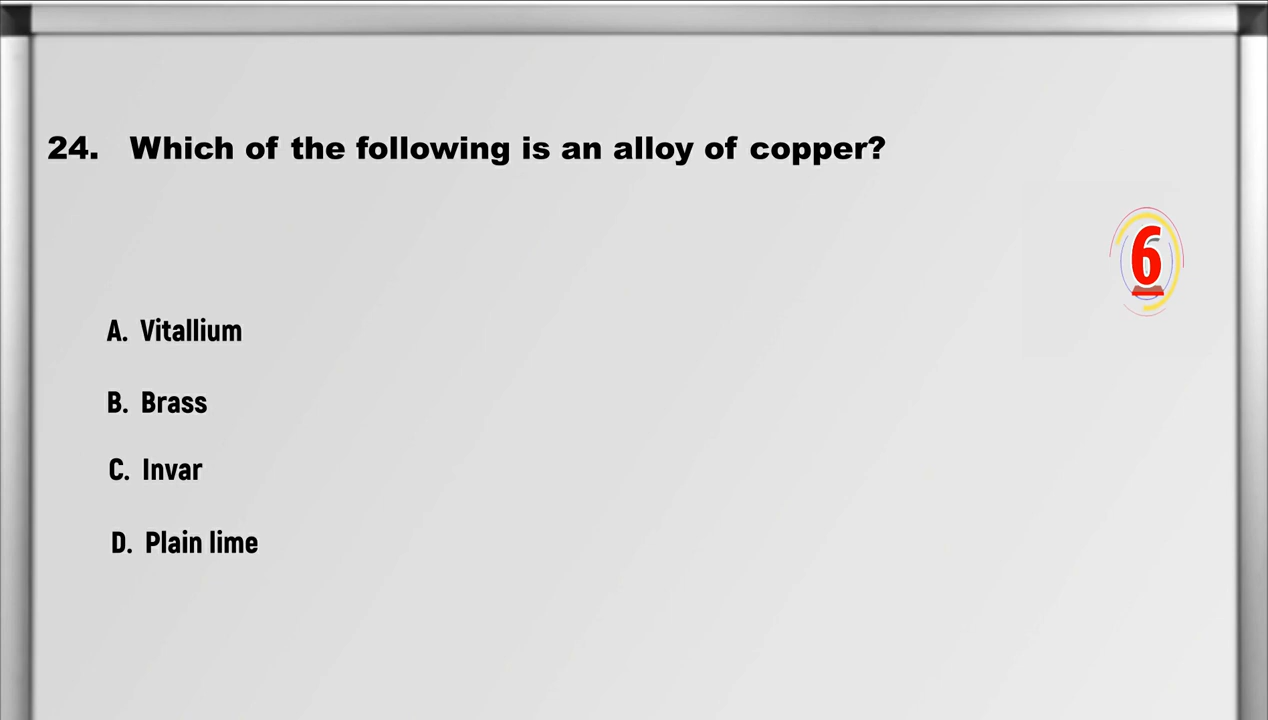 24. Which of the following is an alloy of copper?
6
A. Vitallium
B. Brass
C. Invar
D. Plain lime